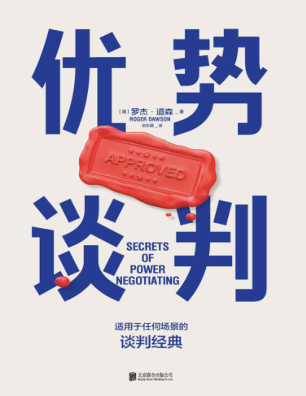 优势
[美] 罗杰·道森_著
ROGER DAWSON
APPROVED
谈判
SECRETS
OF
POWER
NEGOTIATING
适用于任何场景的
谈判经典
北京联合出版公司